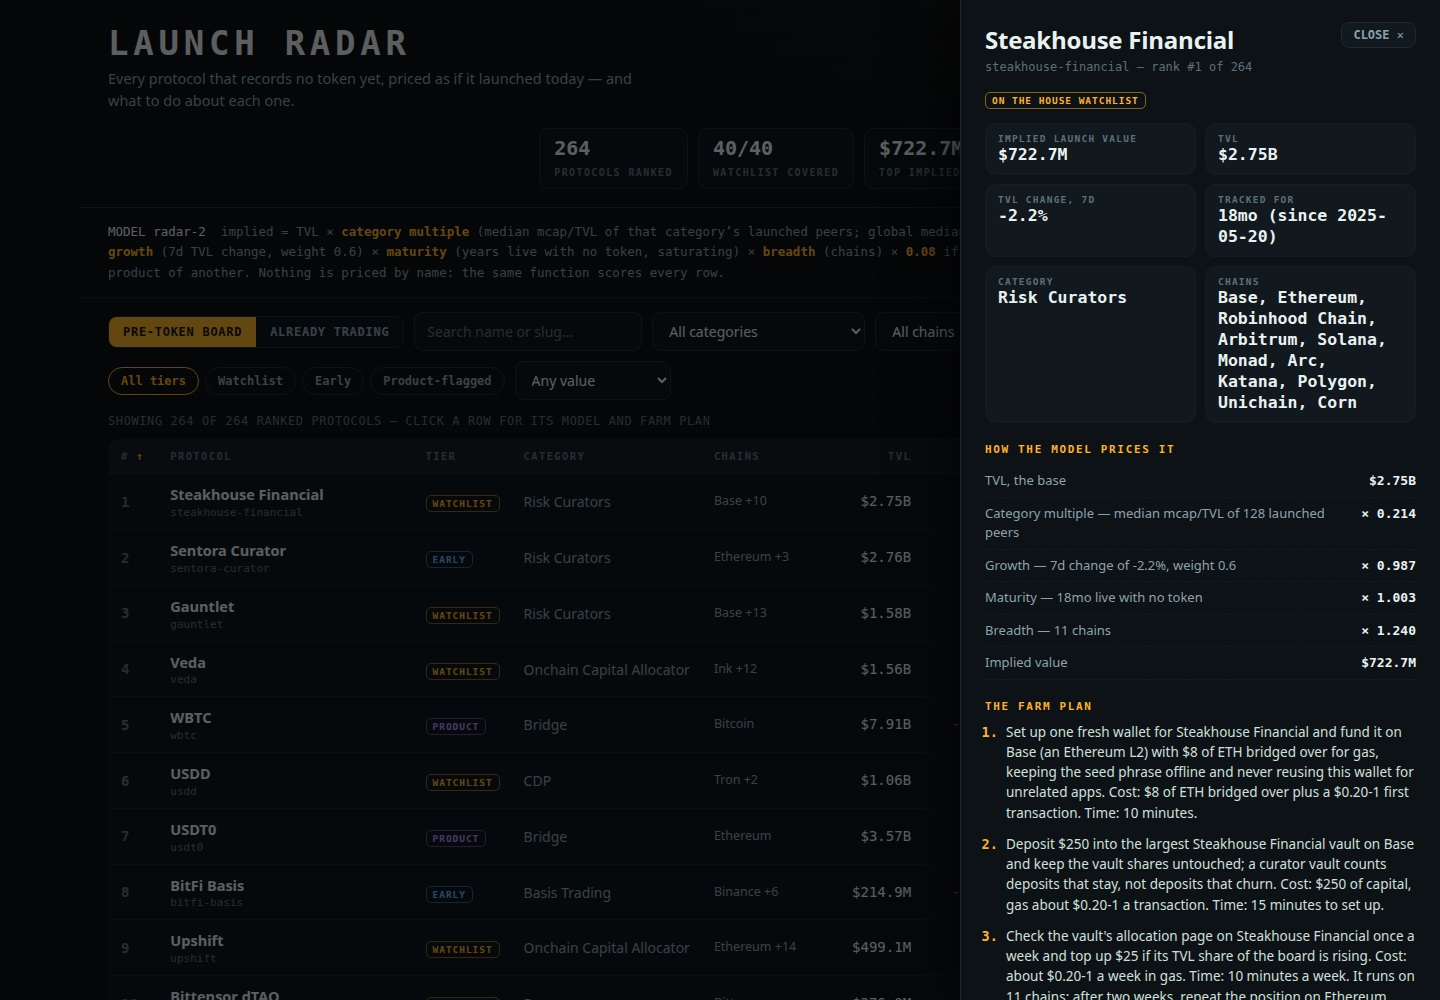 LAUNCH RADAR
Every protocol that records no token yet, priced as if it launched today — and
what to do about each one.
264
PROTOCOLS RANKED
40/40
WATCHLIST COVERED
$722.7M
TOP IMPLIED
MODEL radar-2 implied = TVL × category multiple (median mcap/TVL of that category's launched peers; global median
growth (7d TVL change, weight 0.6) × maturity (years live with no token, saturating) × breadth (chains) × 0.08 if
product of another. Nothing is priced by name: the same function scores every row.
PRE-TOKEN BOARD
ALREADY TRADING
Search name or slug...
All categories
All chains
All tiers
Watchlist
Early
Product-flagged
Any value
SHOWING 264 OF 264 RANKED PROTOCOLS — CLICK A ROW FOR ITS MODEL AND FARM PLAN
# ↑ PROTOCOL TIER CATEGORY CHAINS TVL
1 Steakhouse Financial WATCHLIST Risk Curators Base +10 $2.75B
steakhouse-financial
2 Sentora Curator EARLY Risk Curators Ethereum +3 $2.76B
sentora-curator
3 Gauntlet WATCHLIST Risk Curators Base +13 $1.58B
gauntlet
4 Veda WATCHLIST Onchain Capital Allocator Ink +12 $1.56B
veda
5 WBTC PRODUCT Bridge Bitcoin $7.91B -
wbtc
6 USDD WATCHLIST CDP Tron +2 $1.06B
usdd
7 USDT0 PRODUCT Bridge Ethereum $3.57B
usdt0
8 BitFi Basis EARLY Basis Trading Binance +6 $214.9M -
bitfi-basis
9 Upshift WATCHLIST Onchain Capital Allocator Ethereum +14 $499.1M
upshift
Bittensor dTAO
Steakhouse Financial
CLOSE ×
steakhouse-financial — rank #1 of 264
ON THE HOUSE WATCHLIST
IMPLIED LAUNCH VALUE
$722.7M
TVL
$2.75B
TVL CHANGE, 7D
-2.2%
TRACKED FOR
18mo (since 2025-
05-20)
CATEGORY
Risk Curators
CHAINS
Base, Ethereum,
Robinhood Chain,
Arbitrum, Solana,
Monad, Arc,
Katana, Polygon,
Unichain, Corn
HOW THE MODEL PRICES IT
TVL, the base $2.75B
Category multiple — median mcap/TVL of 128 launched × 0.214
peers
Growth — 7d change of -2.2%, weight 0.6 × 0.987
Maturity — 18mo live with no token × 1.003
Breadth — 11 chains × 1.240
Implied value $722.7M
THE FARM PLAN
1. Set up one fresh wallet for Steakhouse Financial and fund it on
Base (an Ethereum L2) with $8 of ETH bridged over for gas,
keeping the seed phrase offline and never reusing this wallet for
unrelated apps. Cost: $8 of ETH bridged over plus a $0.20-1 first
transaction. Time: 10 minutes.
2. Deposit $250 into the largest Steakhouse Financial vault on Base
and keep the vault shares untouched; a curator vault counts
deposits that stay, not deposits that churn. Cost: $250 of capital,
gas about $0.20-1 a transaction. Time: 15 minutes to set up.
3. Check the vault's allocation page on Steakhouse Financial once a
week and top up $25 if its TVL share of the board is rising. Cost:
about $0.20-1 a week in gas. Time: 10 minutes a week. It runs on
11 chains: after two weeks, repeat the position on Ethereum